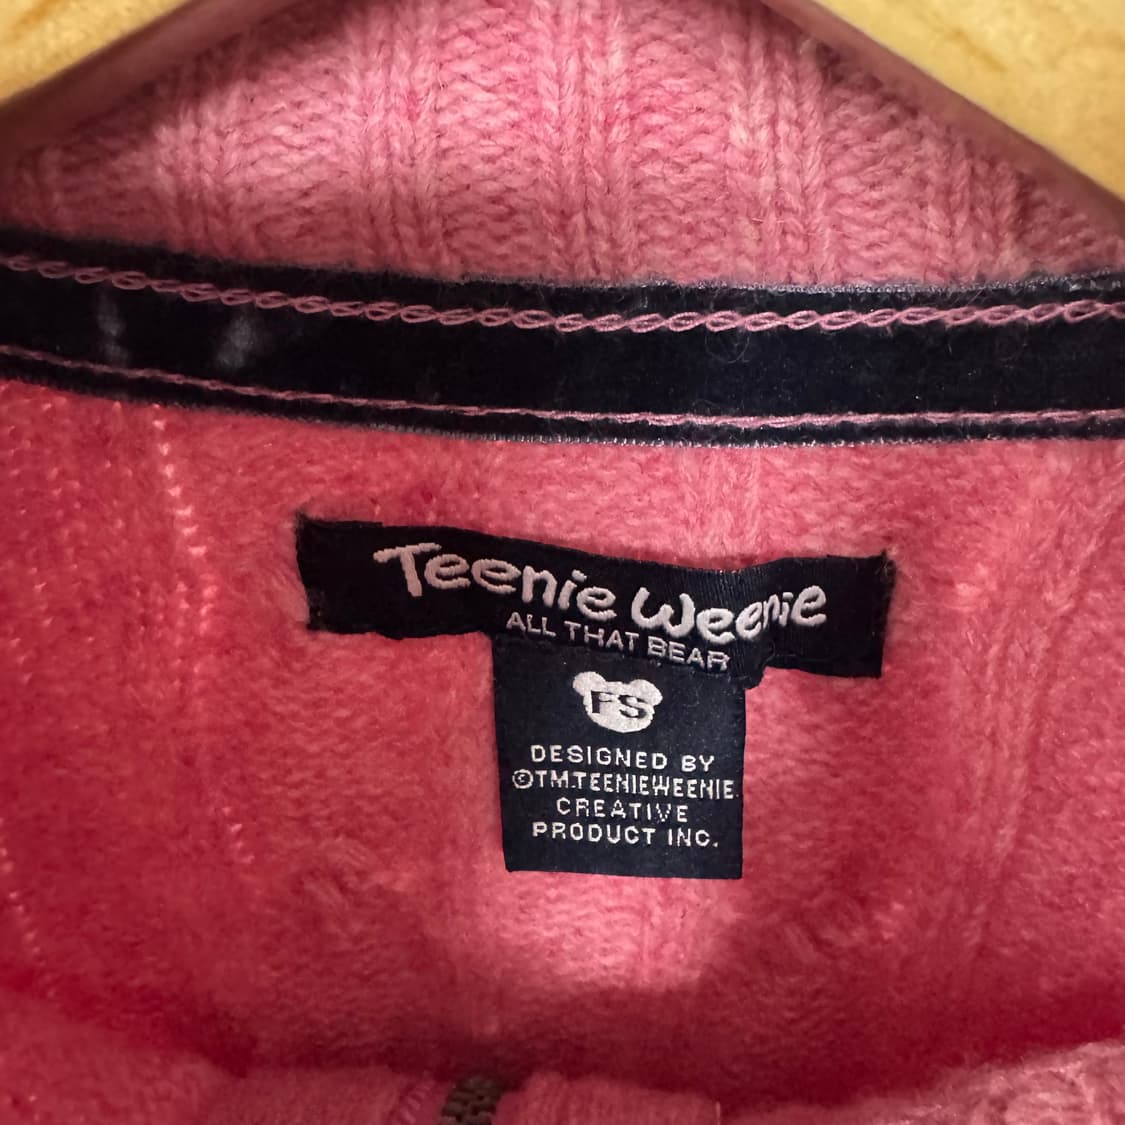 Teenie Weenie
ALL THAT BEAR
FS
DESIGNED BY
©TM.TEENIEWEENIE.
CREATIVE
PRODUCT INC.